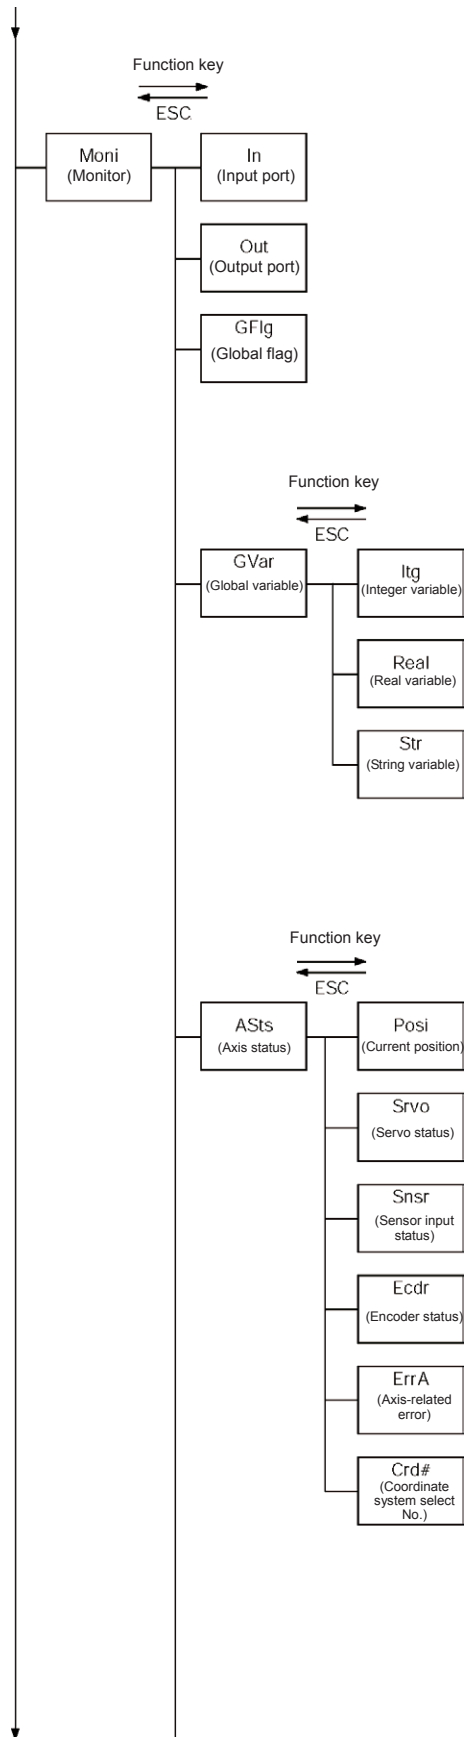 Function key
ESC
Moni
(Monitor)
In
(Input port)
Out
(Output port)
GFlg
(Global flag)
Function key
ESC
GVar
(Global variable)
Itg
(Integer variable)
Real
(Real variable)
Str
(String variable)
Function key
ESC
ASts
(Axis status)
Posi
(Current position)
Srvo
(Servo status)
Snsr
(Sensor input
status)
Ecdr
(Encoder status)
ErrA
(Axis-related
error)
Crd#
(Coordinate
system select
No.)